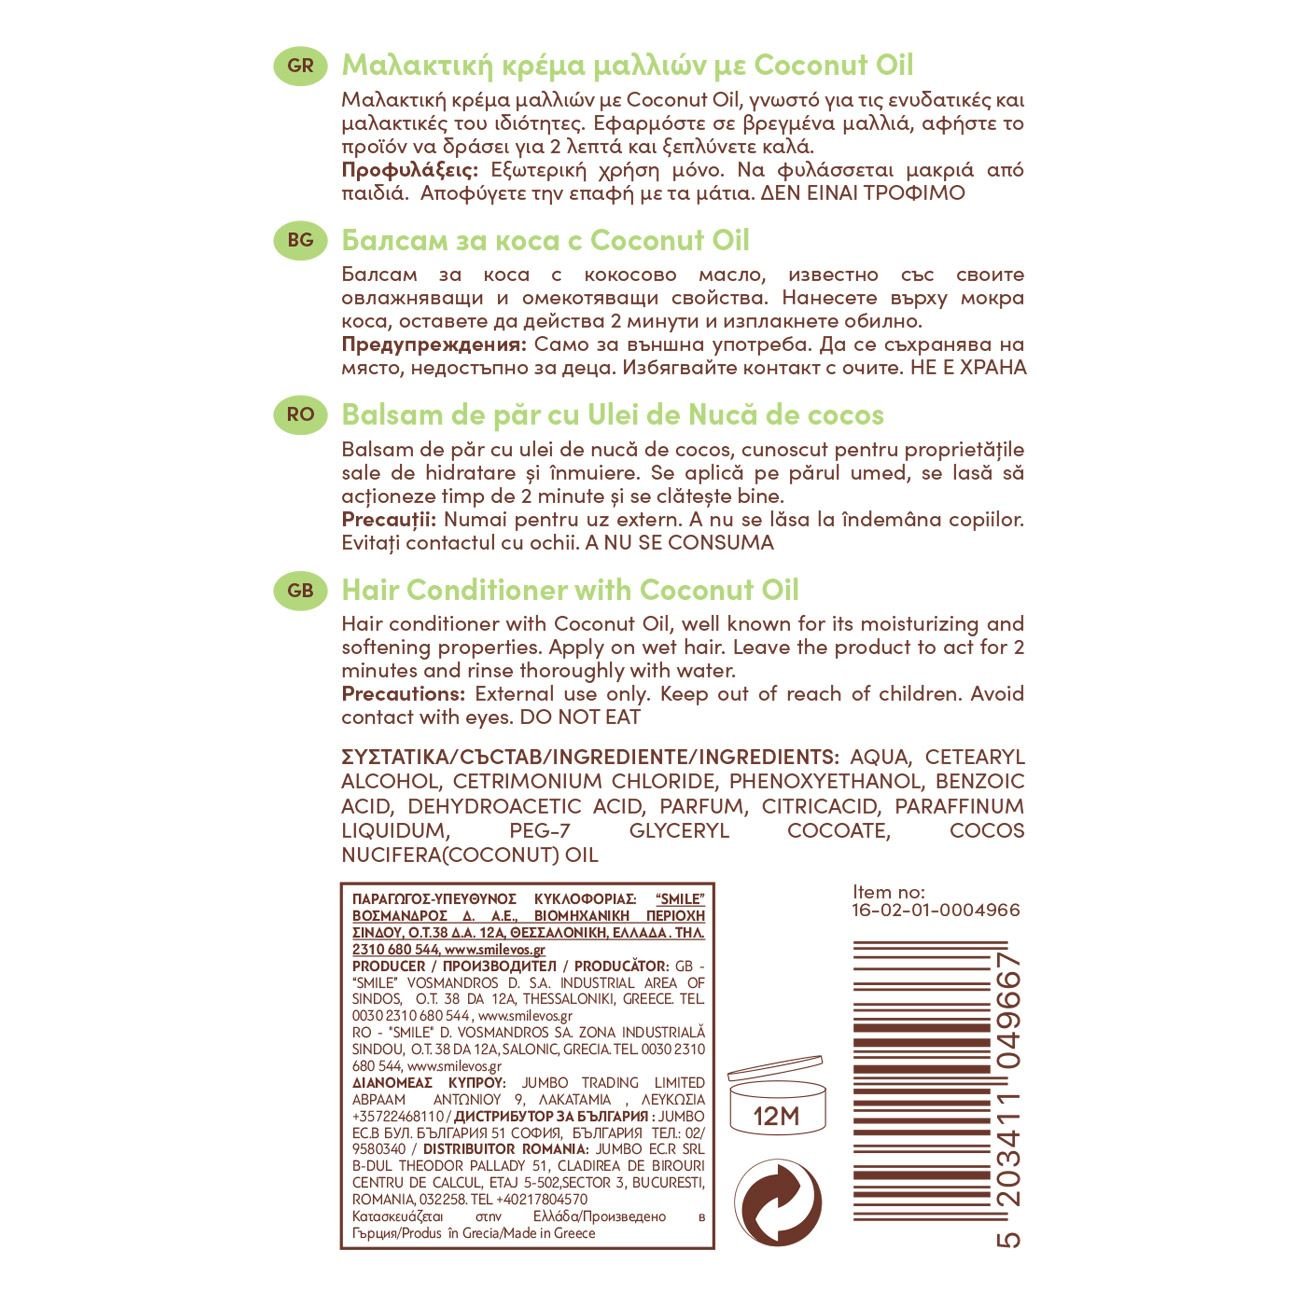 GR Μαλακτική κρέμα μαλλιών με Coconut Oil
Μαλακτική κρέμα μαλλιών με Coconut Oil, γνωστό για τις ενυδατικές και
μαλακτικές του ιδιότητες. Εφαρμόστε σε βρεγμένα μαλλιά, αφήστε το
προϊόν να δράσει για 2 λεπτά και ξεπλύνετε καλά.
Προφυλάξεις: Εξωτερική χρήση μόνο. Να φυλάσσεται μακριά από
παιδιά. Αποφύγετε την επαφή με τα μάτια. ΔΕΝ ΕΙΝΑΙ ΤΡΟΦΙΜΟ
BG Балсам за коса с Coconut Oil
Балсам за коса с кокосово масло, известно със своите
овлажняващи и омекотяващи свойства. Нанесете върху мокра
коса, оставете да действа 2 минути и изплакнете обилно.
Предупреждения: Само за външна употреба. Да се съхранява на
място, недостъпно за деца. Избягвайте контакт с очите. НЕ Е ХРАНА
RO Balsam de păr cu Ulei de Nucă de cocos
Balsam de păr cu ulei de nucă de cocos, cunoscut pentru proprietățile
sale de hidratare și înmuiere. Se aplică pe părul umed, se lasă să
acționeze timp de 2 minute și se clătește bine.
Precauții: Numai pentru uz extern. A nu se lăsa la îndemâna copiilor.
Evitați contactul cu ochii. A NU SE CONSUMA
GB Hair Conditioner with Coconut Oil
Hair conditioner with Coconut Oil, well known for its moisturizing and
softening properties. Apply on wet hair. Leave the product to act for 2
minutes and rinse thoroughly with water.
Precautions: External use only. Keep out of reach of children. Avoid
contact with eyes. DO NOT EAT
ΣΥΣΤΑΤΙΚΑ/СЪСТАВ/INGREDIENTE/INGREDIENTS: AQUA, CETEARYL
ALCOHOL, CETRIMONIUM CHLORIDE, PHENOXYETHANOL, BENZOIC
ACID, DEHYDROACETIC ACID, PARFUM, CITRICACID, PARAFFINUM
LIQUIDUM, PEG-7 GLYCERYL COCOATE, COCOS
NUCIFERA(COCONUT) OIL
ΠΑΡΑΓΩΓΟΣ-ΥΠΕΥΘΥΝΟΣ ΚΥΚΛΟΦΟΡΙΑΣ: "SMILE"
ΒΟΣΜΑΝΔΡΟΣ Δ. Α.Ε., ΒΙΟΜΗΧΑΝΙΚΗ ΠΕΡΙΟΧΗ
ΣΙΝΔΟΥ, Ο.Τ.38 Δ.Α. 12Α, ΘΕΣΣΑΛΟΝΙΚΗ, ΕΛΛΑΔΑ . ΤΗΛ.
2310 680 544, www.smilevos.gr
PRODUCER / ПРОИЗВОДИТЕЛ / PRODUCĂTOR: GB -
"SMILE" VOSMANDROS D. S.A. INDUSTRIAL AREA OF
SINDOS, O.T. 38 DA 12A, THESSALONIKI, GREECE. TEL.
0030 2310 680 544 , www.smilevos.gr
RO - "SMILE" D. VOSMANDROS SA. ZONA INDUSTRIALĂ
SINDOU, O.T. 38 DA 12A, SALONIC, GRECIA. TEL. 0030 2310
680 544, www.smilevos.gr
ΔΙΑΝΟΜΕΑΣ ΚΥΠΡΟΥ: JUMBO TRADING LIMITED
ΑΒΡΑΑΜ ΑΝΤΩΝΙΟΥ 9, ΛΑΚΑΤΑΜΙΑ , ΛΕΥΚΩΣΙΑ
+35722468110 / ДИСТРИБУТОР ЗА БЪЛГАРИЯ : JUMBO
EC.B БУЛ. БЪЛГАРИЯ 51 СОФИЯ, БЪЛГАРИЯ ТЕЛ.: 02/
9580340 / DISTRIBUITOR ROMANIA: JUMBO EC.R SRL
B-DUL THEODOR PALLADY 51, CLADIREA DE BIROURI
CENTRU DE CALCUL, ETAJ 5-502,SECTOR 3, BUCURESTI,
ROMANIA, 032258. TEL +40217804570
Κατασκευάζεται στην Ελλάδα/Произведено в
Гърция/Produs în Grecia/Made in Greece
12M
Item no:
16-02-01-0004966
5 203411 049667